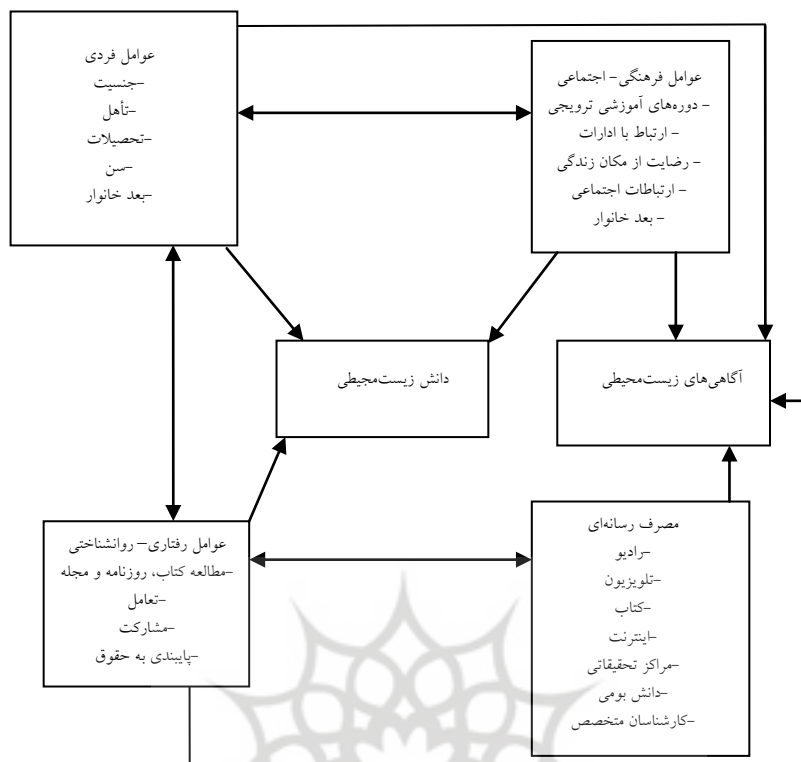 عوامل فردی
-جنسیت
-تأهل
-تحصیلات
-سن
-بعد خانوار
عوامل فرهنگی- اجتماعی
- دوره‌های آموزشی ترویجی
- ارتباط با ادارات
- رضایت از مکان زندگی
- ارتباطات اجتماعی
- بعد خانوار
دانش زیست‌مجیطی
آگاهی‌های زیست‌محیطی
عوامل رفتاری- روانشناختی
-مطالعه کتاب، روزنامه و مجله
-تعامل
-مشارکت
-پایبندی به حقوق
مصرف رسانه‌ای
-رادیو
-تلویزیون
-کتاب
-اینترنت
-مراکز تحقیقاتی
-دانش بومی
-کارشناسان متخصص